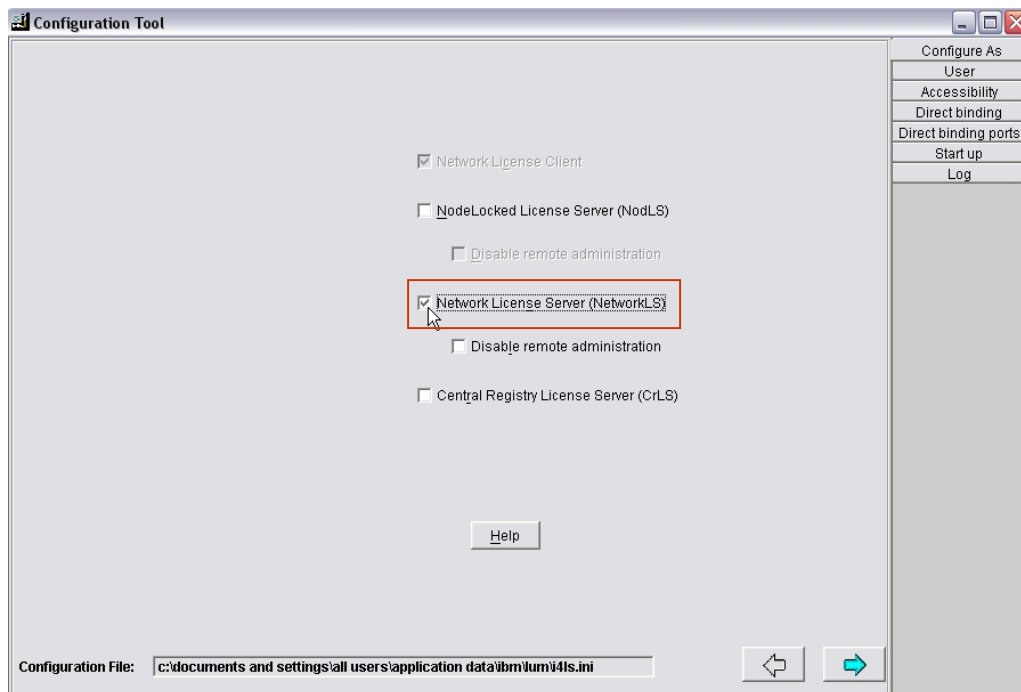 Configuration Tool
Configure As
User
Accessibility
Direct binding
Direct binding ports
Start up
Log
Network License Client
NodeLocked License Server (NodLS)
Disable remote administration
Network License Server (NetworkLS)
Disable remote administration
Central Registry License Server (CrLS)
Help
Configuration File: c:\documents and settings\all users\application data\ibm\lum\i4ls.ini